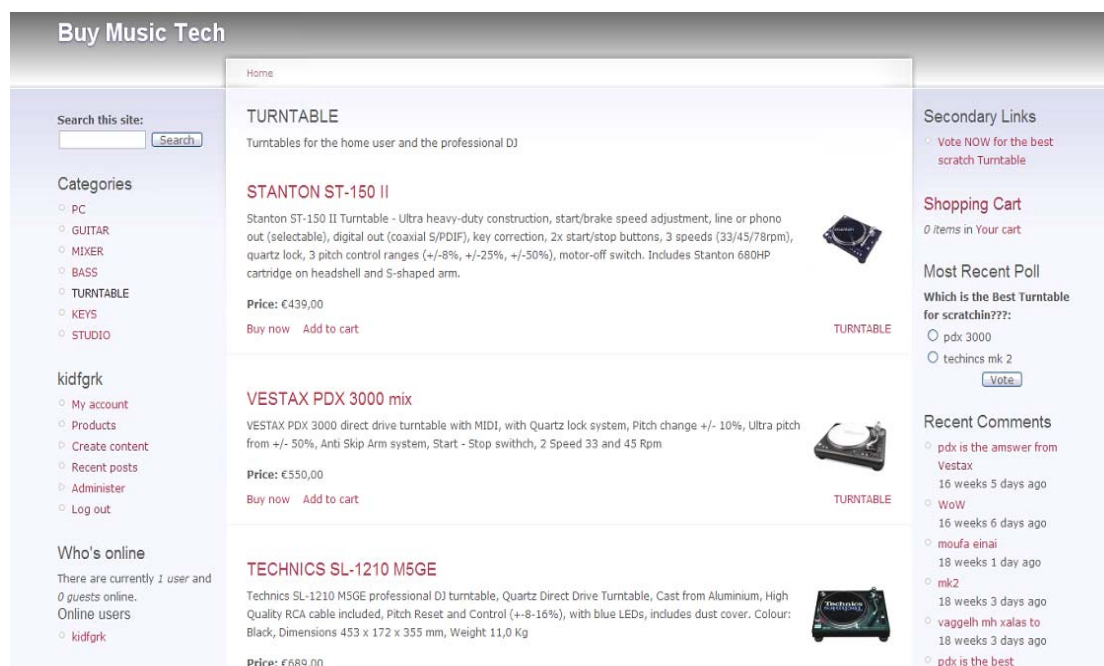 Buy Music Tech
Home
Search this site:
Search
Categories
PC
GUITAR
MIXER
BASS
TURNTABLE
KEYS
STUDIO
kidfgrk
My account
Products
Create content
Recent posts
Administer
Log out
Who's online
There are currently 1 user and
0 guests online.
Online users
kidfgrk
TURNTABLE
Turntables for the home user and the professional DJ
STANTON ST-150 II
Stanton ST-150 II Turntable - Ultra heavy-duty construction, start/brake speed adjustment, line or phono
out (selectable), digital out (coaxial S/PDIF), key correction, 2x start/stop buttons, 3 speeds (33/45/78rpm),
quartz lock, 3 pitch control ranges (+/-8%, +/-25%, +/-50%), motor-off switch. Includes Stanton 680HP
cartridge on headshell and S-shaped arm.
Price: €439,00
Buy now Add to cart TURNTABLE
VESTAX PDX 3000 mix
VESTAX PDX 3000 direct drive turntable with MIDI, with Quartz lock system, Pitch change +/- 10%, Ultra pitch
from +/- 50%, Anti Skip Arm system, Start - Stop swithch, 2 Speed 33 and 45 Rpm
Price: €550,00
Buy now Add to cart TURNTABLE
TECHNICS SL-1210 M5GE
Technics SL-1210 M5GE professional DJ turntable, Quartz Direct Drive Turntable, Cast from Aluminium, High
Quality RCA cable included, Pitch Reset and Control (+-8-16%), with blue LEDs, includes dust cover. Colour:
Black, Dimensions 453 x 172 x 355 mm, Weight 11,0 Kg
Price: €689,00
stanton
Technics
Secondary Links
Vote NOW for the best
scratch Turntable
Shopping Cart
0 items in Your cart
Most Recent Poll
Which is the Best Turntable
for scratchin???:
pdx 3000
techincs mk 2
Vote
Recent Comments
pdx is the amswer from
Vestax
16 weeks 5 days ago
WoW
16 weeks 6 days ago
moufa einai
18 weeks 1 day ago
mk2
18 weeks 3 days ago
vaggelh mh xalas to
18 weeks 3 days ago
pdx is the best